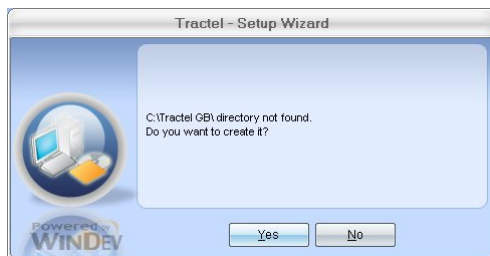 Tractel - Setup Wizard
C:\Tractel GB\ directory not found.
Do you want to create it?
Powered by
WINDEV
Yes No